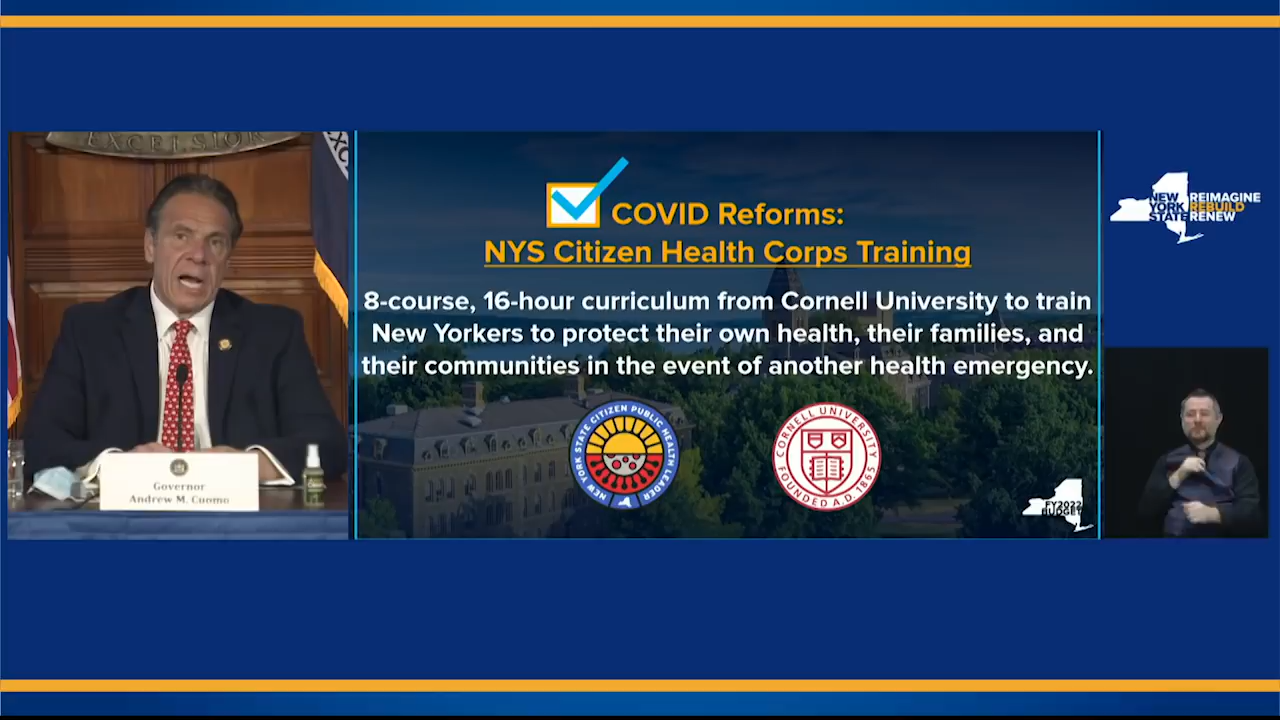 EXCELSIOR
EXC
Governor
Andrew M. Cuomo
COVID Reforms:
NYS Citizen Health Corps Training
8-course, 16-hour curriculum from Cornell University to train
New Yorkers to protect their own health, their families, and
their communities in the event of another health emergency.
NEW YORK STATE CITIZEN PUBLIC HEALTH LEADER
CORNELL UNIVERSITY
FOUNDED A.D. 1865
FY2022
BUDGET
NEW
YORK
STATE
REIMAGINE
REBUILD
RENEW